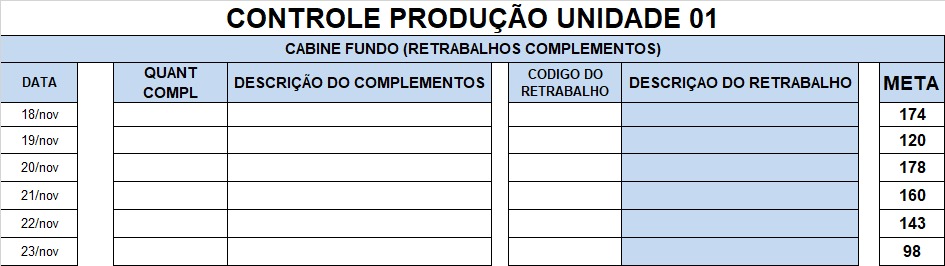 CONTROLE PRODUÇÃO UNIDADE 01
CABINE FUNDO (RETRABALHOS COMPLEMENTOS)
DATA QUANT COMPL DESCRIÇÃO DO COMPLEMENTOS CODIGO DO RETRABALHO DESCRIÇAO DO RETRABALHO META
18/nov 174
19/nov 120
20/nov 178
21/nov 160
22/nov 143
23/nov 98